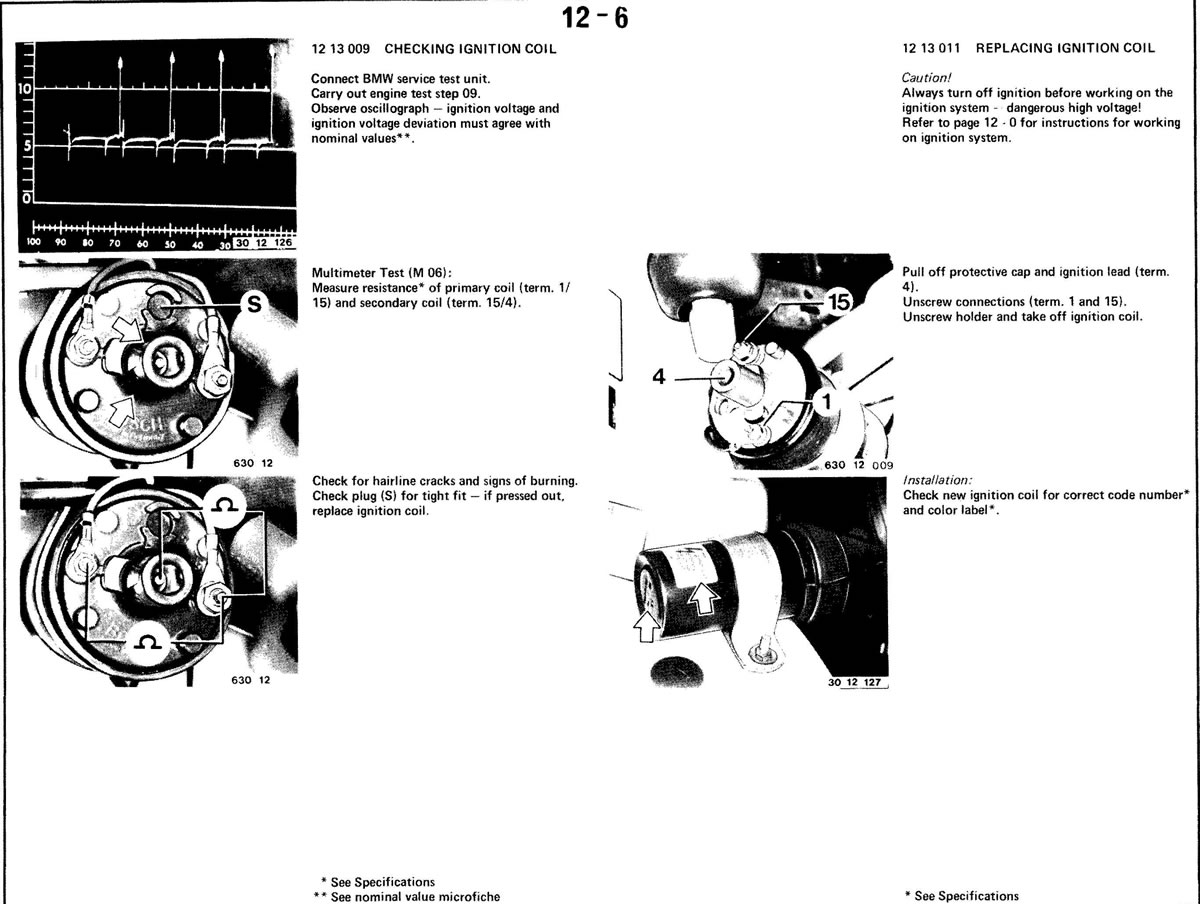 12 - 6
12 13 009 CHECKING IGNITION COIL
Connect BMW service test unit.
Carry out engine test step 09.
Observe oscillograph — ignition voltage and
ignition voltage deviation must agree with
nominal values**.
10
5
0
100 90 80 70 60 50 40 30 30 12 126
Multimeter Test (M 06):
Measure resistance* of primary coil (term. 1/
15) and secondary coil (term. 15/4).
S
630 12
Check for hairline cracks and signs of burning.
Check plug (S) for tight fit — if pressed out,
replace ignition coil.
Ω
Ω
630 12
* See Specifications
** See nominal value microfiche
12 13 011 REPLACING IGNITION COIL
Caution!
Always turn off ignition before working on the
ignition system - dangerous high voltage!
Refer to page 12 - 0 for instructions for working
on ignition system.
Pull off protective cap and ignition lead (term.
4).
Unscrew connections (term. 1 and 15).
Unscrew holder and take off ignition coil.
15
4
1
630 12 009
Installation:
Check new ignition coil for correct code number*
and color label*.
30 12 127
* See Specifications